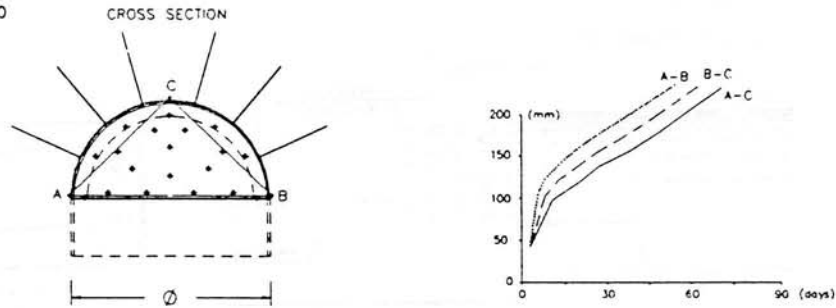 CROSS SECTION
C
A
B
Ø
A-B
B-C
A-C
(mm)
200
150
100
50
0
0
30
60
90
(days)